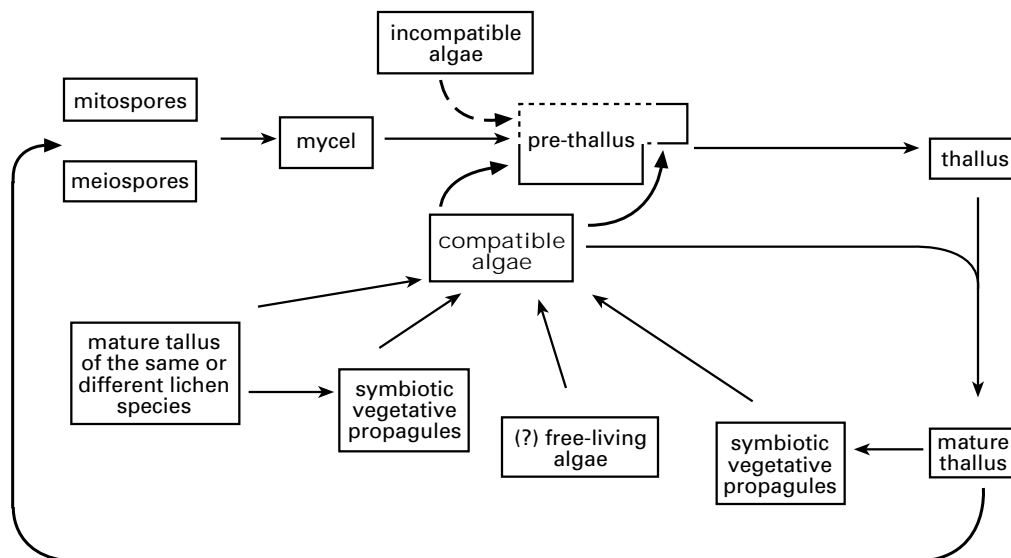 incompatible
algae
mitospores
mycel
pre-thallus
thallus
meiospores
compatible
algae
mature tallus
of the same or
different lichen
species
symbiotic
vegetative
propagules
(?) free-living
algae
symbiotic
vegetative
propagules
mature
thallus